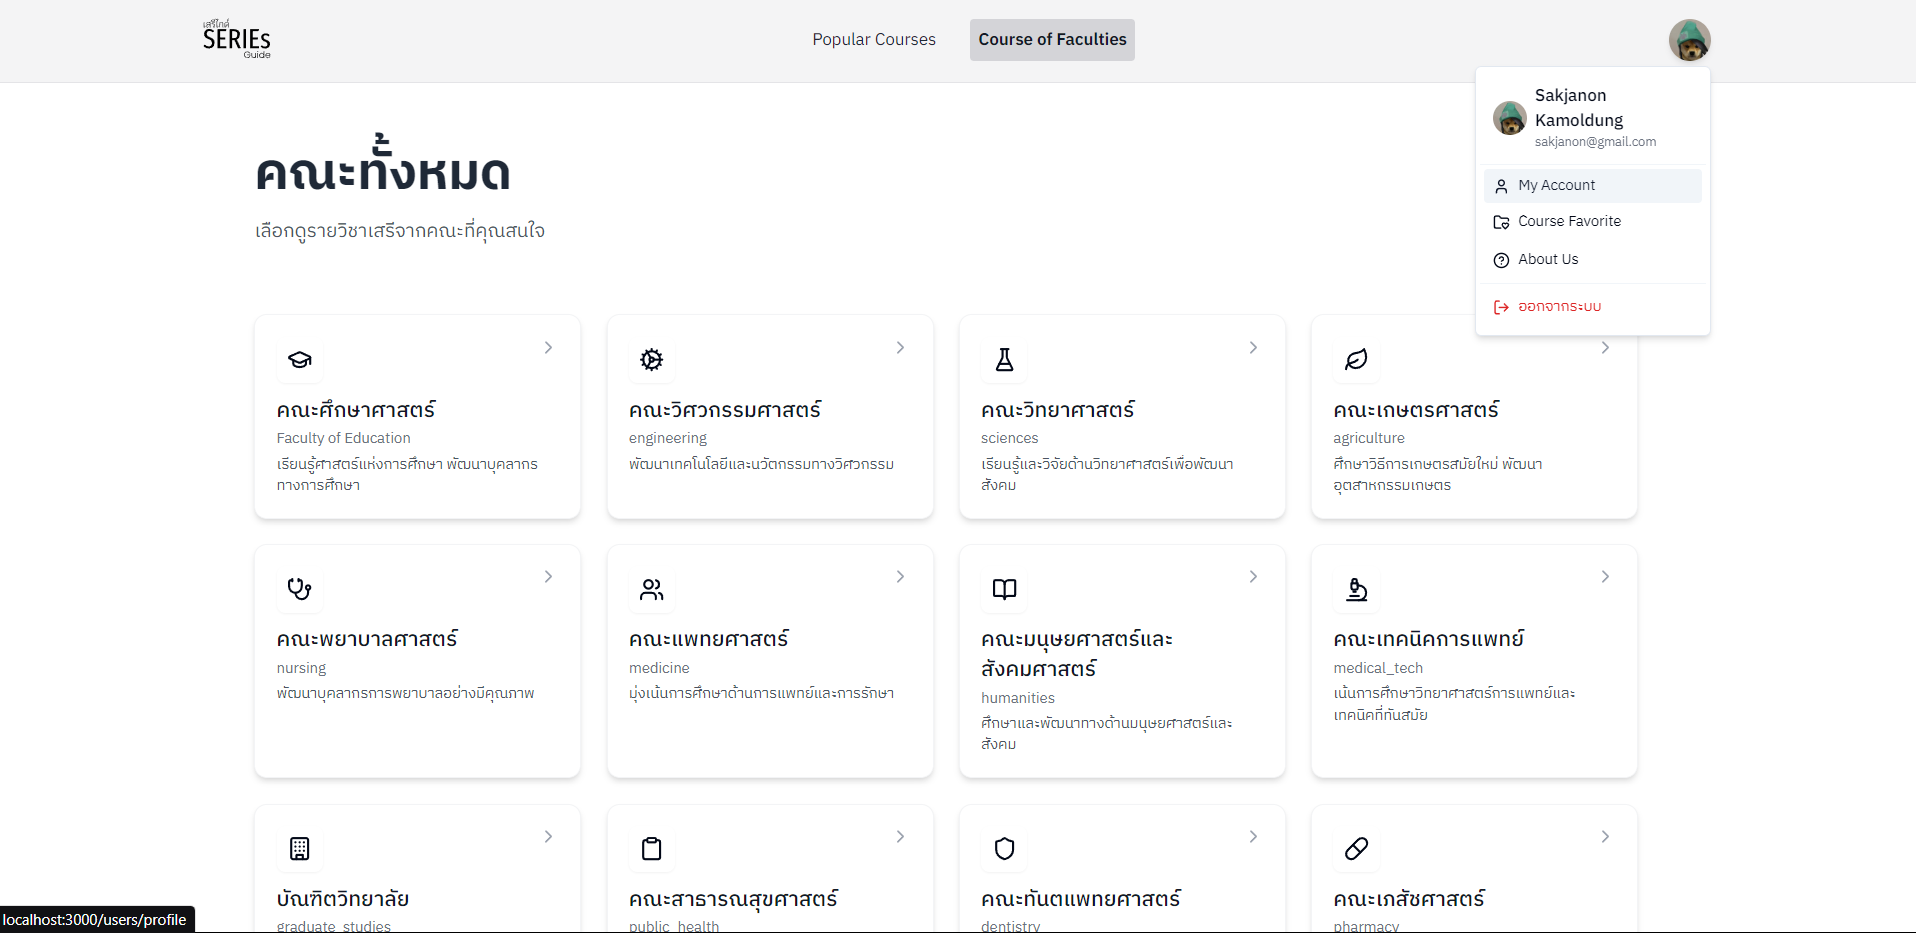 เสรีไกด์
SERIEs
Guide
Popular Courses
Course of Faculties
Sakjanon
Kamoldung
sakjanon@gmail.com
My Account
Course Favorite
About Us
ออกจากระบบ
คณะทั้งหมด
เลือกดูรายวิชาเสรีจากคณะที่คุณสนใจ
คณะศึกษาศาสตร์
Faculty of Education
เรียนรู้ศาสตร์แห่งการศึกษา พัฒนาบุคลากร
ทางการศึกษา
คณะวิศวกรรมศาสตร์
engineering
พัฒนาเทคโนโลยีและนวัตกรรมทางวิศวกรรม
คณะวิทยาศาสตร์
sciences
เรียนรู้และวิจัยด้านวิทยาศาสตร์เพื่อพัฒนา
สังคม
คณะเกษตรศาสตร์
agriculture
ศึกษาวิธีการเกษตรสมัยใหม่ พัฒนา
อุตสาหกรรมเกษตร
คณะพยาบาลศาสตร์
nursing
พัฒนาบุคลากรการพยาบาลอย่างมีคุณภาพ
คณะแพทยศาสตร์
medicine
มุ่งเน้นการศึกษาด้านการแพทย์และการรักษา
คณะมนุษยศาสตร์และ
สังคมศาสตร์
humanities
ศึกษาและพัฒนาทางด้านมนุษยศาสตร์และ
สังคม
คณะเทคนิคการแพทย์
medical_tech
เน้นการศึกษาวิทยาศาสตร์การแพทย์และ
เทคนิคที่ทันสมัย
บัณฑิตวิทยาลัย
graduate_studies
คณะสาธารณสุขศาสตร์
public_health
คณะทันตแพทยศาสตร์
dentistry
คณะเภสัชศาสตร์
pharmacy
localhost:3000/users/profile